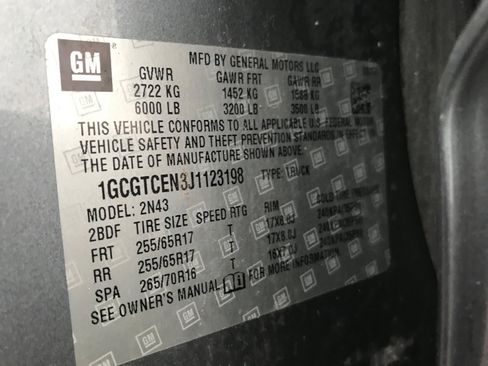 GM
MFD BY GENERAL MOTORS LLC
GVWR GAWR FRT GAWR RR
2722 KG 1452 KG 1588 KG
6000 LB 3200 LB 3500 LB
THIS VEHICLE CONFORMS TO ALL APPLICABLE U.S. FEDERAL MOTOR
VEHICLE SAFETY AND THEFT PREVENTION STANDARDS IN EFFECT
THE DATE OF MANUFACTURE SHOWN ABOVE.
1GCGTCEN3J1123198 TYPE: TRUCK
MODEL: 2N43
2BDF TIRE SIZE SPEED RTG RIM COLD TIRE PRESSURE
FRT 255/65R17 T 17X8.0J
RR 255/65R17 T 17X8.0J
SPA 265/70R16 T 16X7.0J
SEE OWNER'S MANUAL FOR MORE INFORMATION.